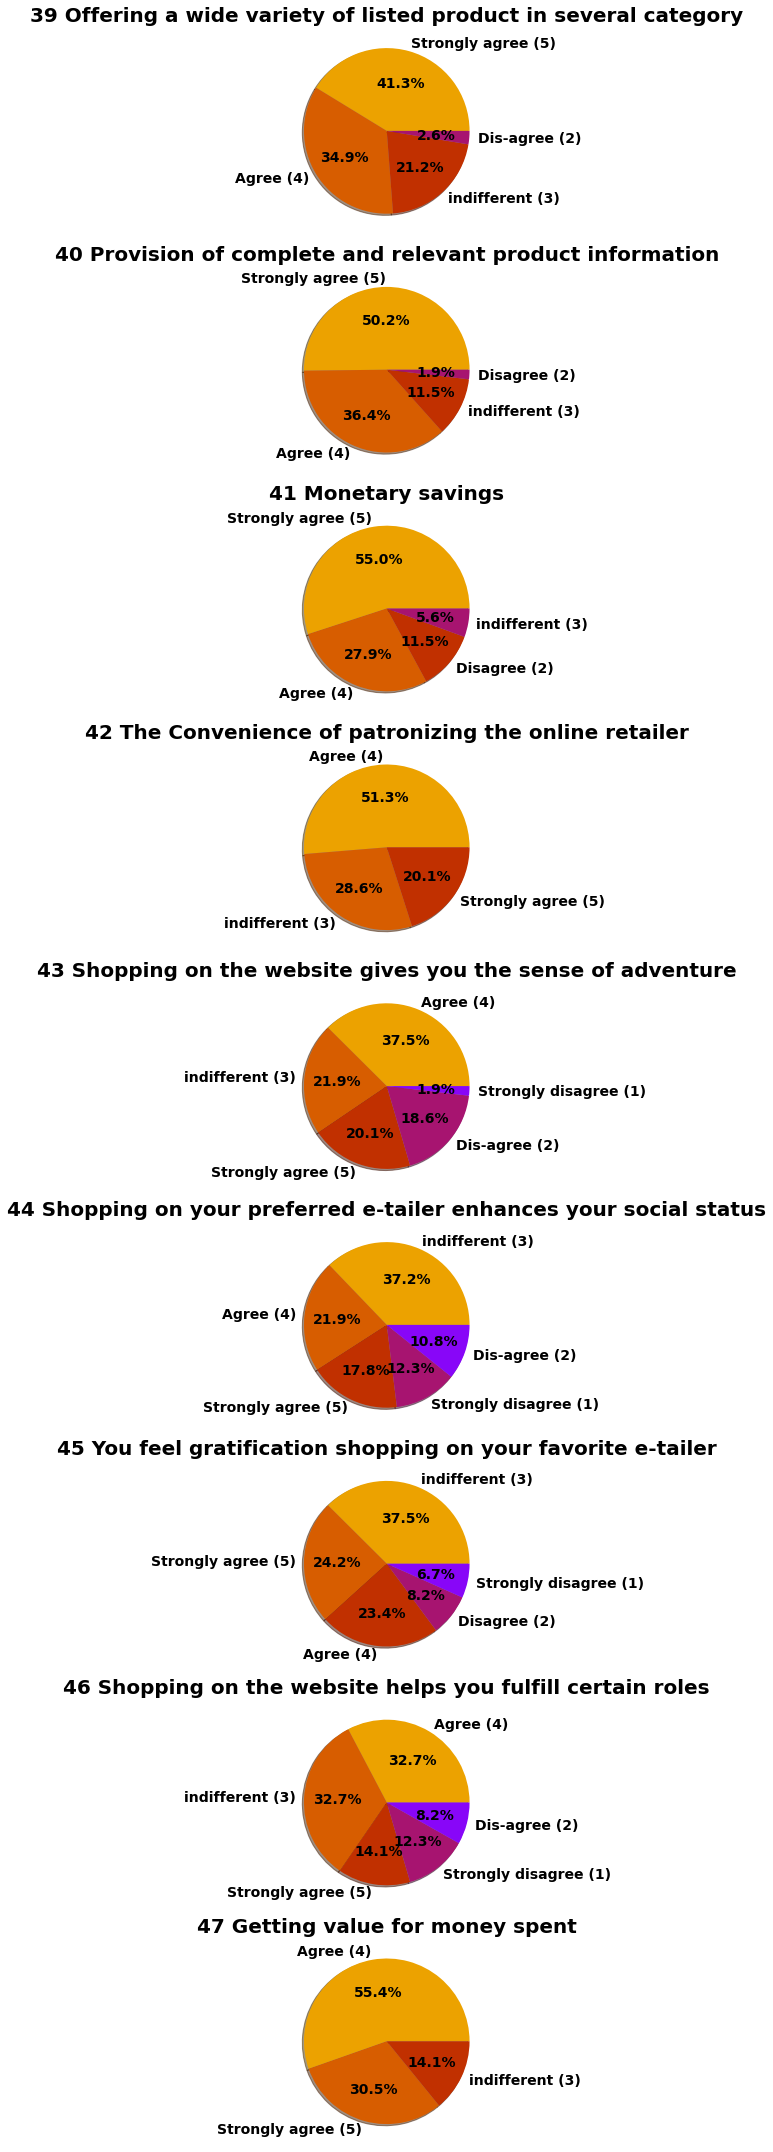 39 Offering a wide variety of listed product in several category
Strongly agree (5)
41.3%
2.6%
Dis-agree (2)
34.9%
21.2%
Agree (4)
indifferent (3)
40 Provision of complete and relevant product information
Strongly agree (5)
50.2%
1.9%
Disagree (2)
11.5%
indifferent (3)
36.4%
Agree (4)
41 Monetary savings
Strongly agree (5)
55.0%
5.6%
indifferent (3)
11.5%
27.9%
Disagree (2)
Agree (4)
42 The Convenience of patronizing the online retailer
Agree (4)
51.3%
20.1%
28.6%
Strongly agree (5)
indifferent (3)
43 Shopping on the website gives you the sense of adventure
Agree (4)
37.5%
indifferent (3)
21.9%
1.9%
Strongly disagree (1)
18.6%
20.1%
Dis-agree (2)
Strongly agree (5)
44 Shopping on your preferred e-tailer enhances your social status
indifferent (3)
37.2%
Agree (4)
21.9%
10.8%
Dis-agree (2)
17.8%
12.3%
Strongly disagree (1)
Strongly agree (5)
45 You feel gratification shopping on your favorite e-tailer
indifferent (3)
37.5%
Strongly agree (5)
24.2%
6.7%
Strongly disagree (1)
8.2%
23.4%
Disagree (2)
Agree (4)
46 Shopping on the website helps you fulfill certain roles
Agree (4)
32.7%
indifferent (3)
32.7%
8.2%
Dis-agree (2)
12.3%
14.1%
Strongly disagree (1)
Strongly agree (5)
47 Getting value for money spent
Agree (4)
55.4%
14.1%
indifferent (3)
30.5%
Strongly agree (5)